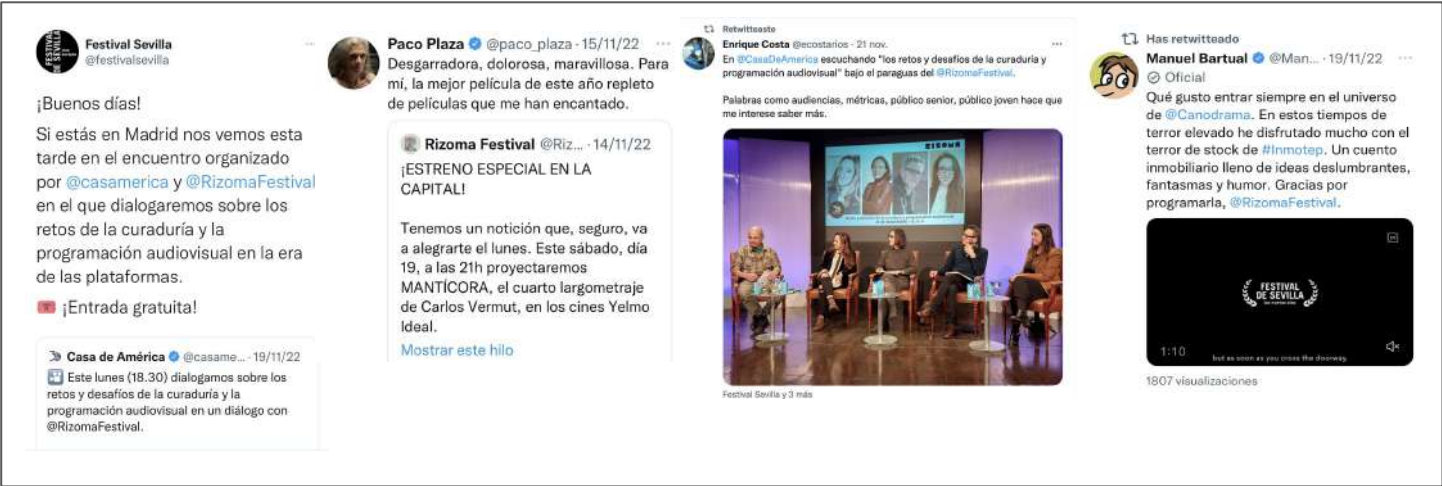 Festival Sevilla
@festivalsevilla
¡Buenos días!
Si estás en Madrid nos vemos esta
tarde en el encuentro organizado
por @casamerica y @RizomaFestival
en el que dialogaremos sobre los
retos de la curaduría y la
programación audiovisual en la era
de las plataformas.
¡Entrada gratuita!
Casa de América @casame... · 19/11/22
Este lunes (18.30) dialogamos sobre los
retos y desafíos de la curaduría y la
programación audiovisual en un diálogo con
@RizomaFestival.
Paco Plaza @paco_plaza · 15/11/22
Desgarradora, dolorosa, maravillosa. Para
mí, la mejor película de este año repleto
de películas que me han encantado.
Rizoma Festival @Riz... · 14/11/22
¡ESTRENO ESPECIAL EN LA
CAPITAL!
Tenemos un notición que, seguro, va
a alegrarte el lunes. Este sábado, día
19, a las 21h proyectaremos
MANTÍCORA, el cuarto largometraje
de Carlos Vermut, en los cines Yelmo
Ideal.
Mostrar este hilo
Retwitteaste
Enrique Costa @ecostarios · 21 nov.
En @CasaDeAmerica escuchando "los retos y desafíos de la curaduría y
programación audiovisual" bajo el paraguas del @RizomaFestival.
Palabras como audiencias, métricas, público senior, público joven hace que
me interese saber más.
RIZOMA
Festival Sevilla y 3 más
Has retwitteado
Manuel Bartual @Man... · 19/11/22
Oficial
Qué gusto entrar siempre en el universo
de @Canodrama. En estos tiempos de
terror elevado he disfrutado mucho con el
terror de stock de #Inmotep. Un cuento
inmobiliario lleno de ideas deslumbrantes,
fantasmas y humor. Gracias por
programarla, @RizomaFestival.
FESTIVAL
DE SEVILLA
1:10
but as soon as you cross the doorway,
1807 visualizaciones